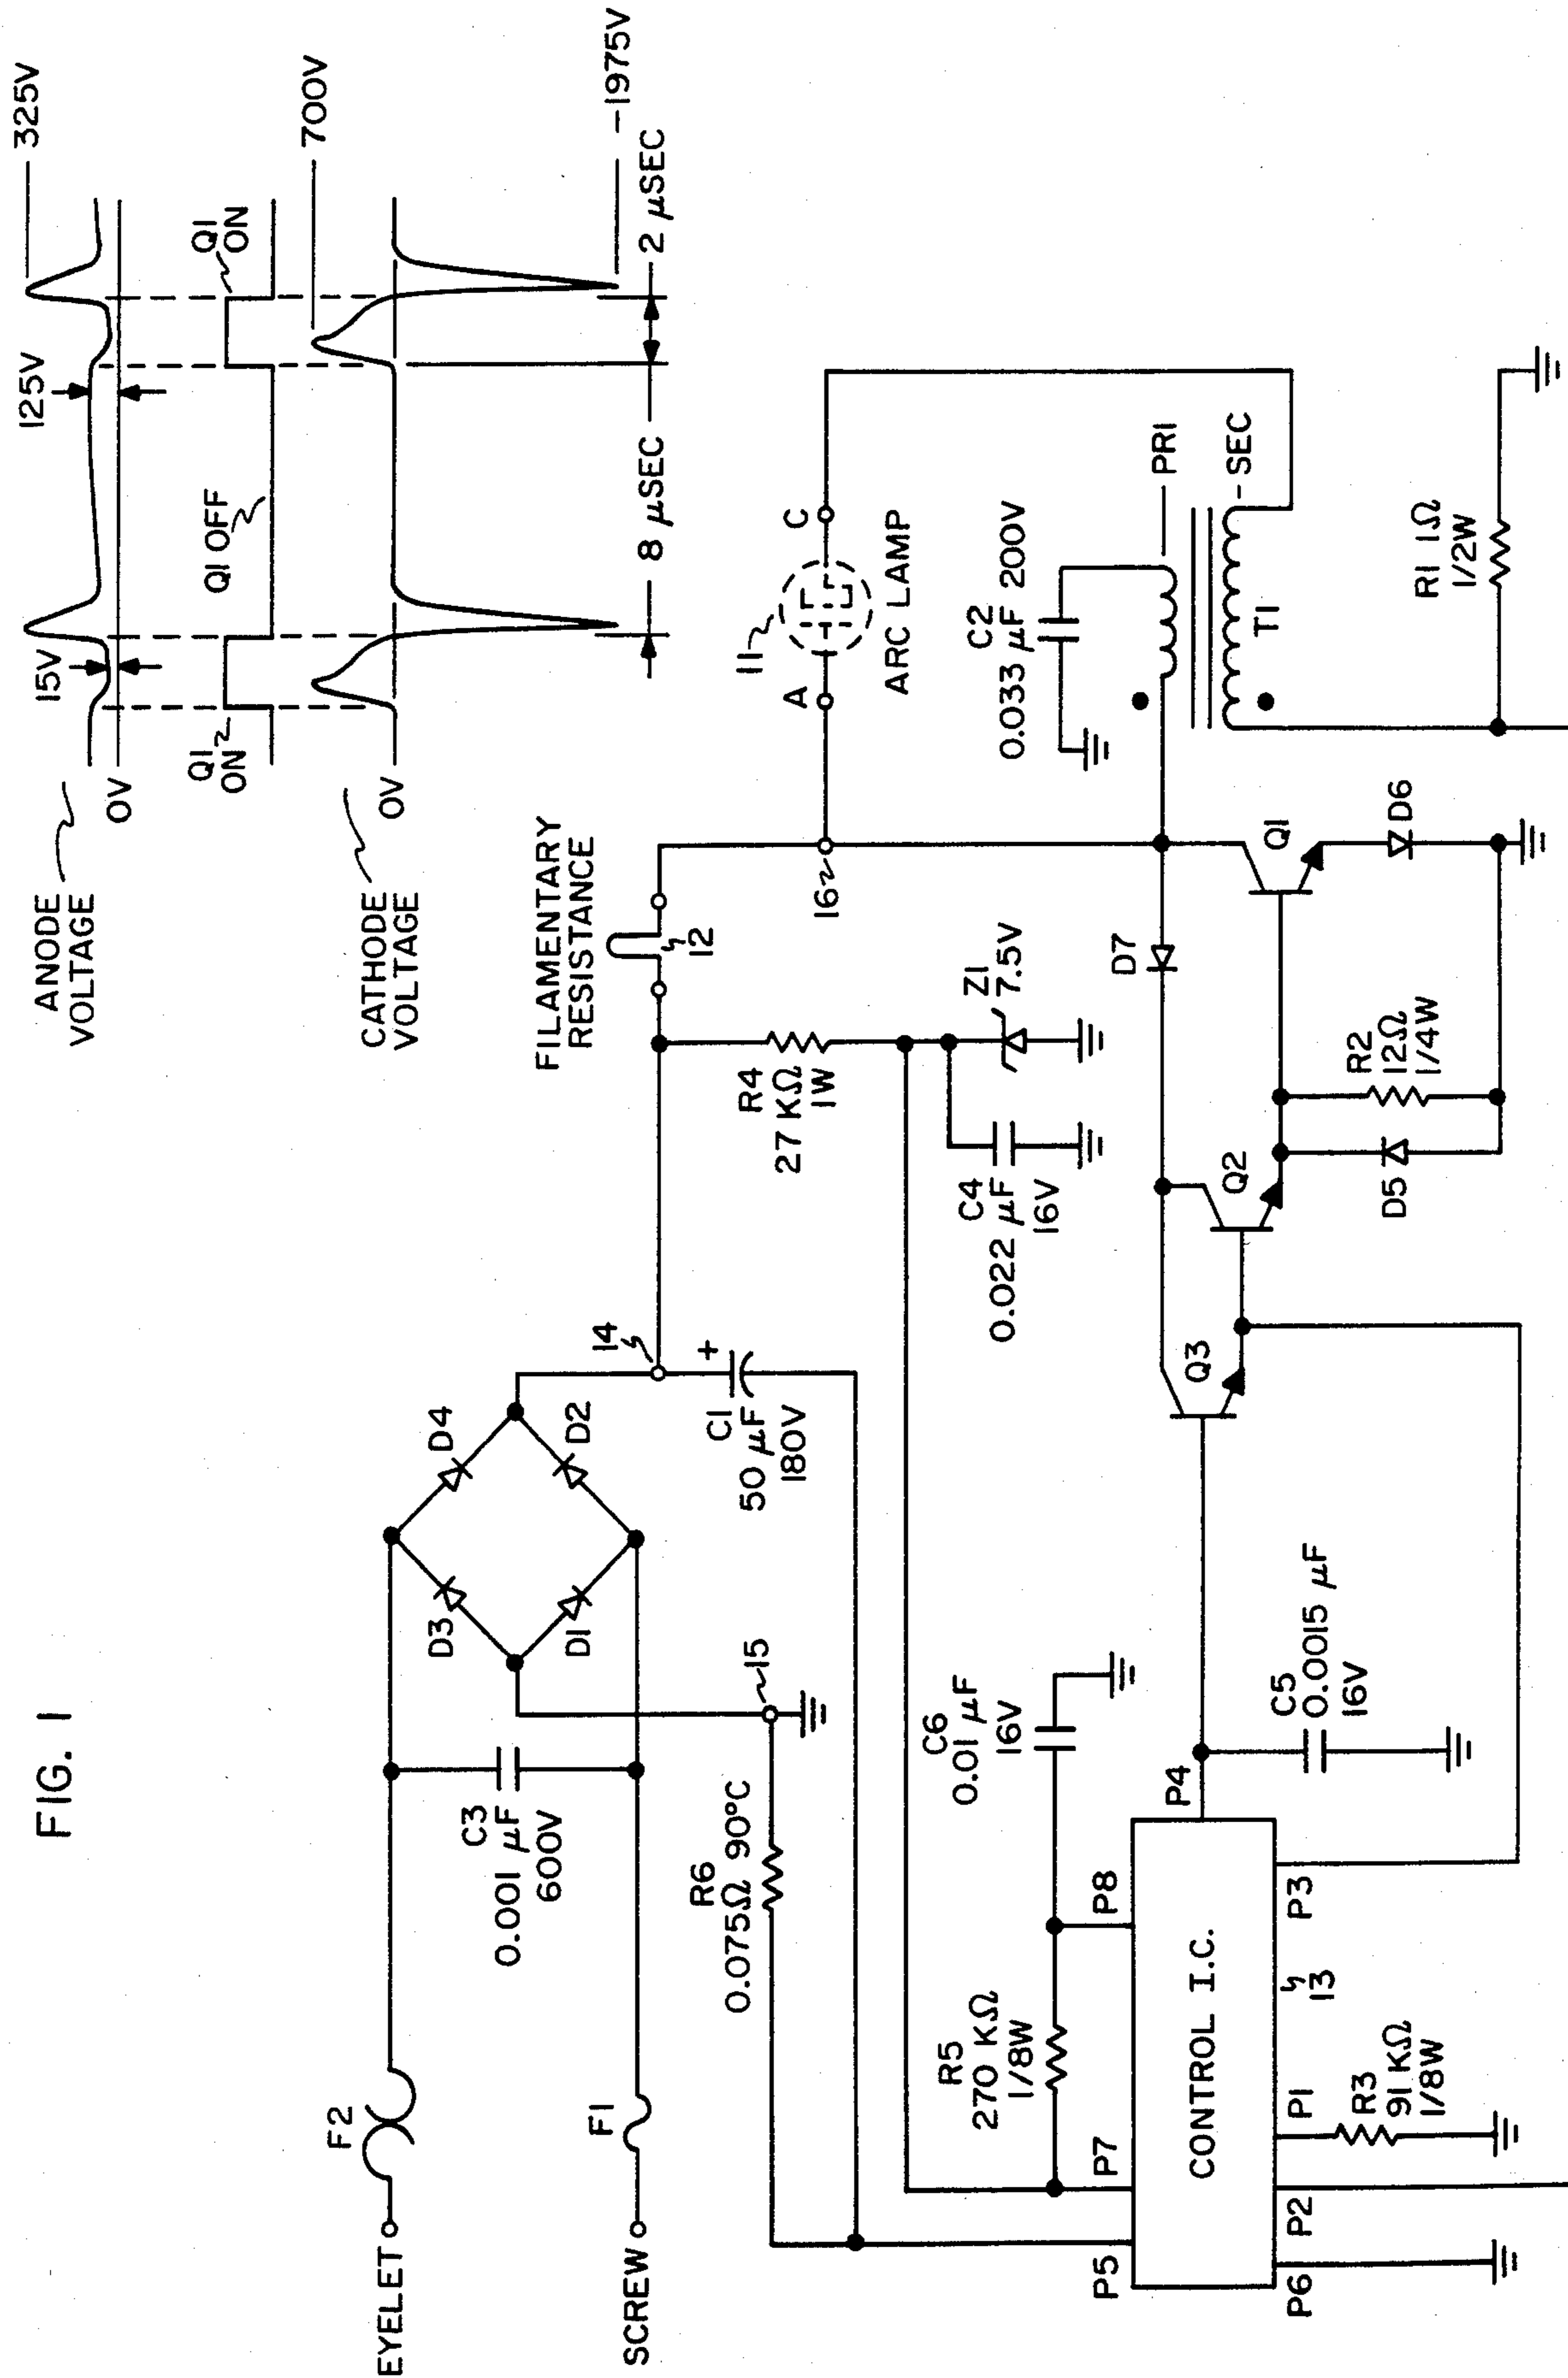 FIG. 1
EYELET
F2
SCREW
F1
C3
0.001 µF
600V
D3
D4
D1
D2
15
R6
0.075Ω 90°C
14
+
C1
50 µF
180V
FILAMENTARY
RESISTANCE
12
R4
27 KΩ
1W
C4
0.022 µF
16V
Z1
7.5V
16
A
C
11
ARC LAMP
C2
0.033 µF 200V
PRI
SEC
T1
R1 1Ω
1/2W
D7
Q1
D6
Q2
Q3
D5
R2
12Ω
1/4W
R5
270 KΩ
1/8W
C6
0.01 µF
16V
C5
0.0015 µF
16V
CONTROL I.C.
13
P5
P7
P8
P4
P6
P2
P1
P3
R3
91 KΩ
1/8W
ANODE
VOLTAGE
0V
15V
125V
325V
Q1
ON
Q1 OFF
Q1
ON
CATHODE
VOLTAGE
0V
700V
-1975V
8 µSEC
2 µSEC